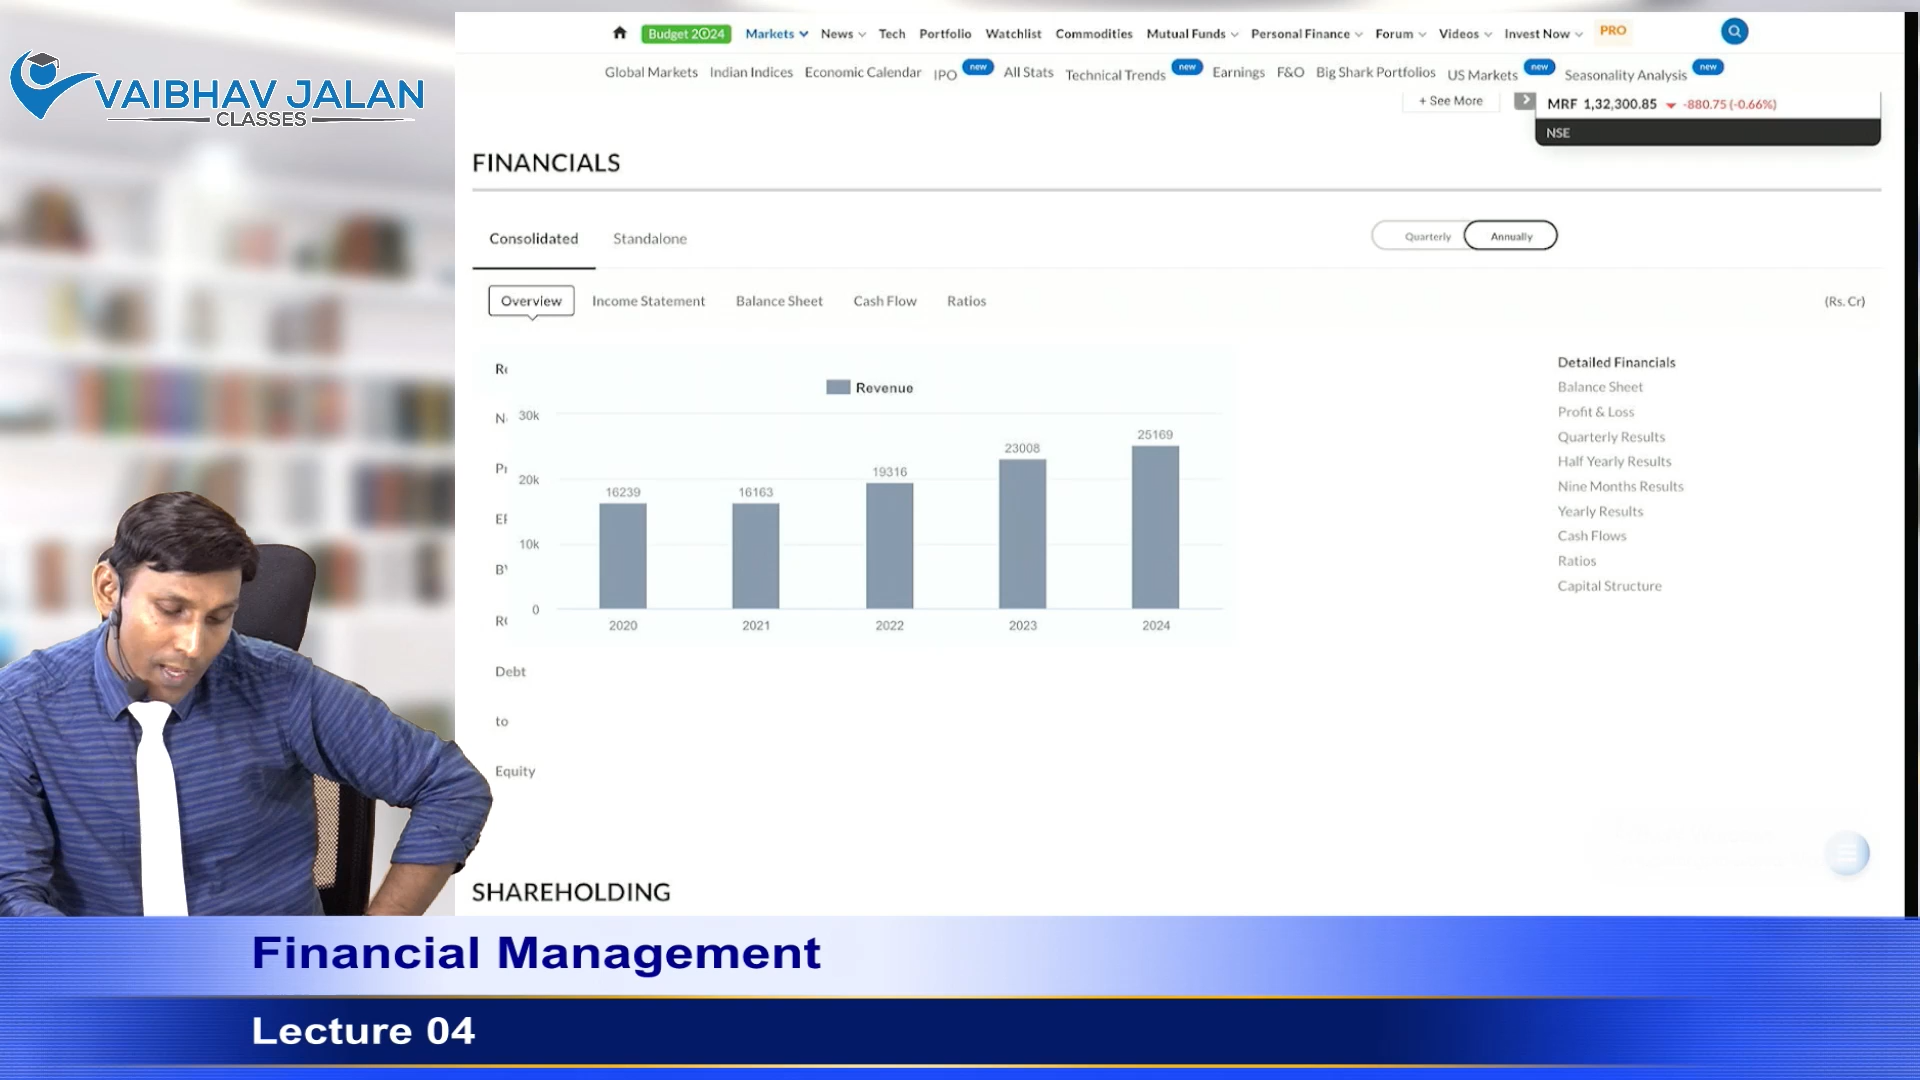 VAIBHAV JALAN
CLASSES
Budget 2024 Markets News Tech Portfolio Watchlist Commodities Mutual Funds Personal Finance Forum Videos Invest Now PRO
Global Markets Indian Indices Economic Calendar IPO new All Stats Technical Trends new Earnings F&O Big Shark Portfolios US Markets new Seasonality Analysis new
+ See More
MRF 1,32,300.85 -880.75 (-0.66%)
NSE
FINANCIALS
Consolidated Standalone
Quarterly Annually
Overview Income Statement Balance Sheet Cash Flow Ratios
(Rs. Cr)
Revenue
30k
20k
10k
0
16239
16163
19316
23008
25169
2020 2021 2022 2023 2024
Debt
to
Equity
Detailed Financials
Balance Sheet
Profit & Loss
Quarterly Results
Half Yearly Results
Nine Months Results
Yearly Results
Cash Flows
Ratios
Capital Structure
SHAREHOLDING
Financial Management
Lecture 04